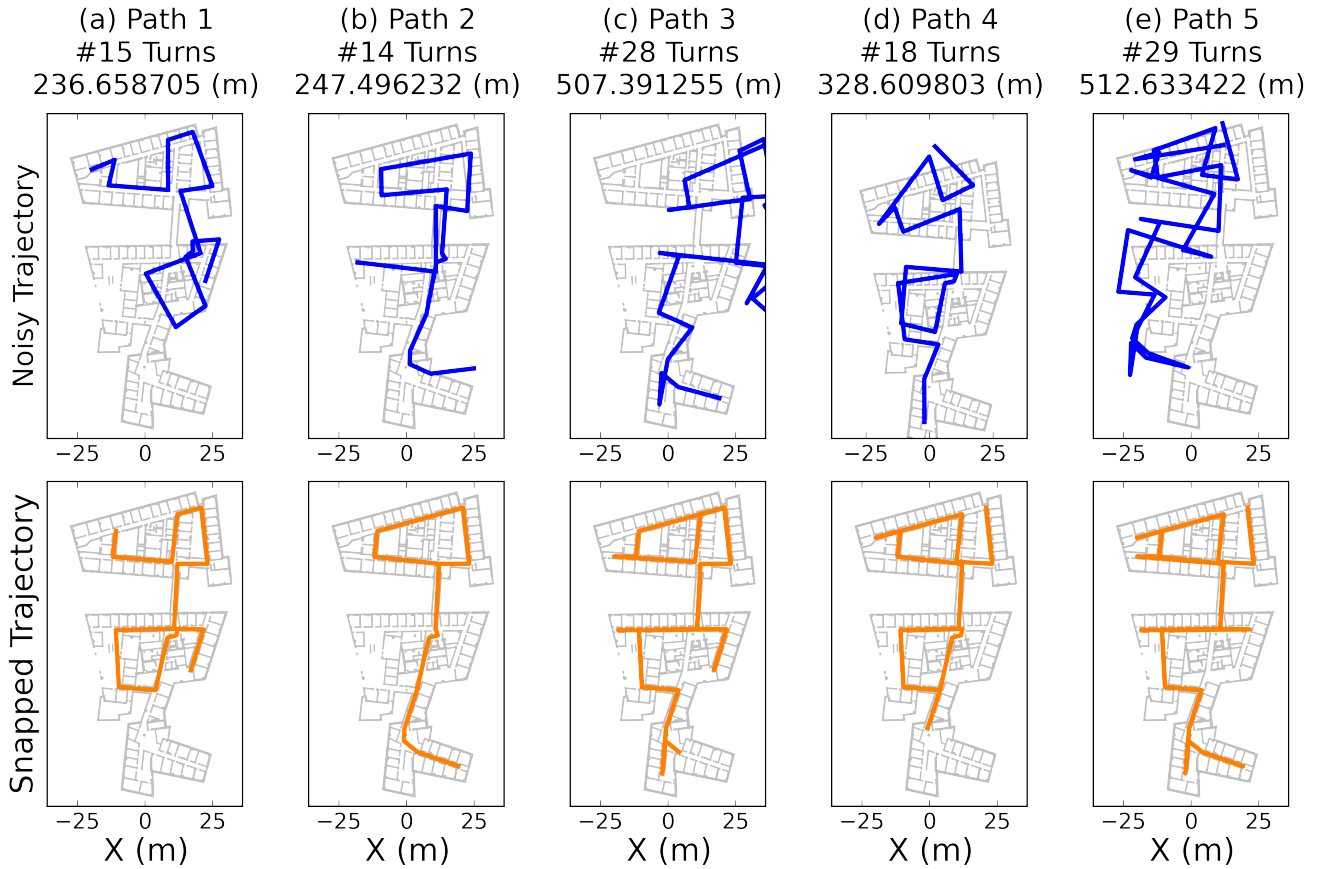 (a) Path 1
#15 Turns
236.658705 (m)
(b) Path 2
#14 Turns
247.496232 (m)
(c) Path 3
#28 Turns
507.391255 (m)
(d) Path 4
#18 Turns
328.609803 (m)
(e) Path 5
#29 Turns
512.633422 (m)
Noisy Trajectory
−25 0 25
−25 0 25
−25 0 25
−25 0 25
−25 0 25
Snapped Trajectory
−25 0 25
X (m)
−25 0 25
X (m)
−25 0 25
X (m)
−25 0 25
X (m)
−25 0 25
X (m)